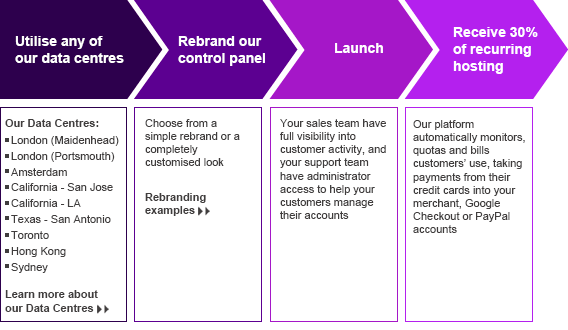 Utilise any of
our data centres
Rebrand our
control panel
Launch
Receive 30%
of recurring
hosting
Our Data Centres:
London (Maidenhead)
London (Portsmouth)
Amsterdam
California - San Jose
California - LA
Texas - San Antonio
Toronto
Hong Kong
Sydney
Learn more about
our Data Centres
Choose from a
simple rebrand or a
completely
customised look
Rebranding
examples
Your sales team have
full visibility into
customer activity, and
your support team
have administrator
access to help your
customers manage
their accounts
Our platform
automatically monitors,
quotas and bills
customers' use, taking
payments from their
credit cards into your
merchant, Google
Checkout or PayPal
accounts